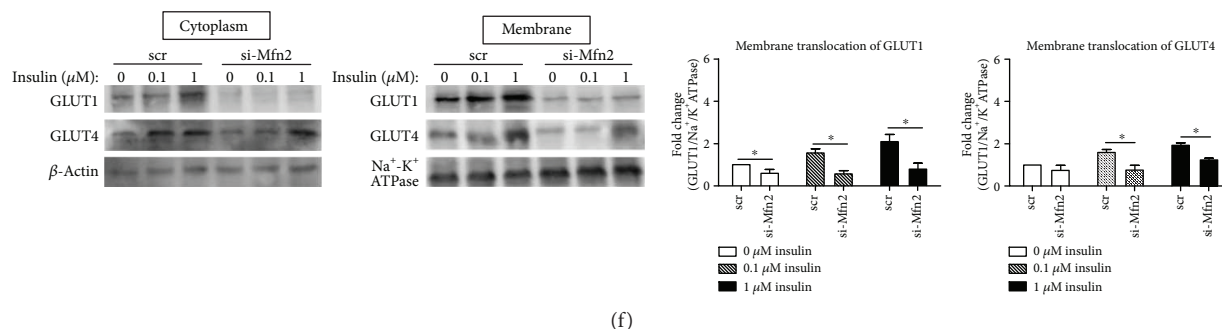 Cytoplasm
scr si-Mfn2
Insulin (μM): 0 0.1 1 0 0.1 1
GLUT1
GLUT4
β-Actin
Membrane
scr si-Mfn2
Insulin (μM): 0 0.1 1 0 0.1 1
GLUT1
GLUT4
Na⁺-K⁺
ATPase
Membrane translocation of GLUT1
Fold change
(GLUT1/Na⁺/K⁺ATPase)
6
4
2
0
* * *
scr si-Mfn2 scr si-Mfn2 scr si-Mfn2
0 μM insulin
0.1 μM insulin
1 μM insulin
Membrane translocation of GLUT4
Fold change
(GLUT1/Na⁺/K⁺ATPase)
6
4
2
0
* *
scr si-Mfn2 scr si-Mfn2 scr si-Mfn2
0 μM insulin
0.1 μM insulin
1 μM insulin
(f)